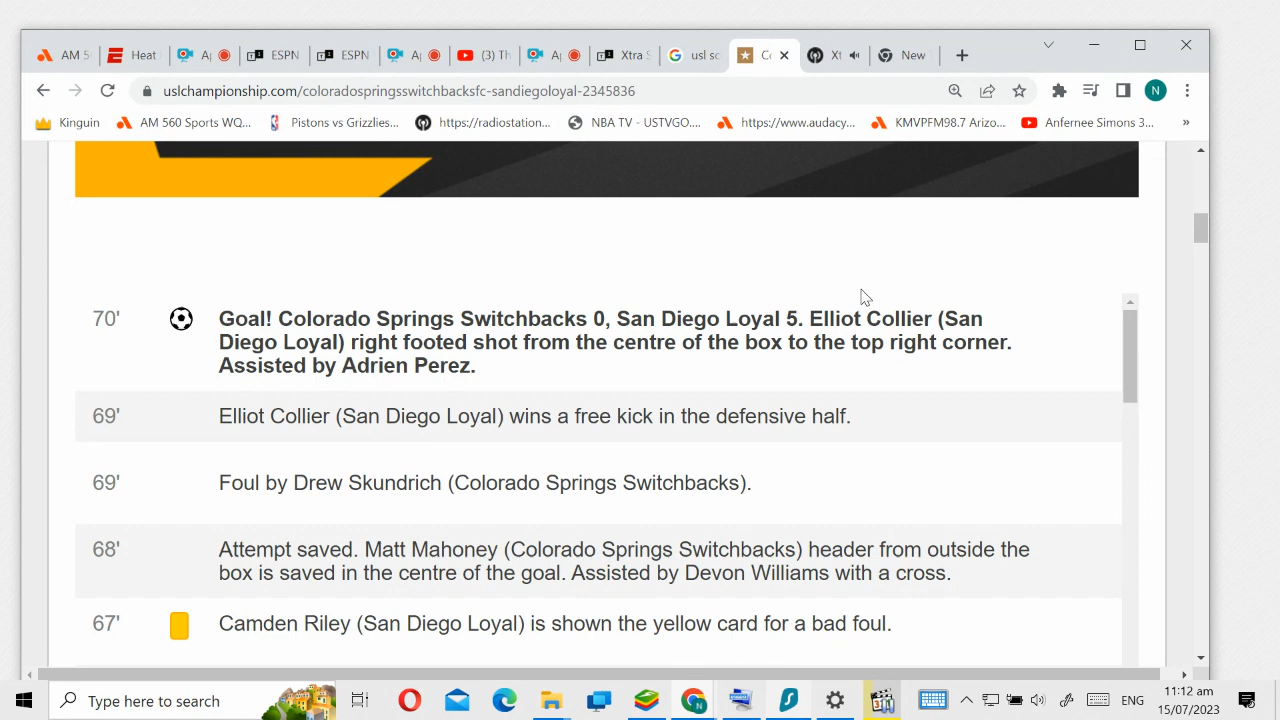 AM 5
Heat
A
ESPN
ESPN
A
(3) Th
A
Xtra S
usl sc
Co
Xt
New
uslchampionship.com/coloradospringsswitchbacksfc-sandiegoloyal-2345836
N
Kinguin
AM 560 Sports WQ...
Pistons vs Grizzlies...
https://radiostation...
NBA TV - USTVGO...
https://www.audacy...
KMVPFM98.7 Arizo...
Anfernee Simons 3...
»
70'
Goal! Colorado Springs Switchbacks 0, San Diego Loyal 5. Elliot Collier (San
Diego Loyal) right footed shot from the centre of the box to the top right corner.
Assisted by Adrien Perez.
69'
Elliot Collier (San Diego Loyal) wins a free kick in the defensive half.
69'
Foul by Drew Skundrich (Colorado Springs Switchbacks).
68'
Attempt saved. Matt Mahoney (Colorado Springs Switchbacks) header from outside the
box is saved in the centre of the goal. Assisted by Devon Williams with a cross.
67'
Camden Riley (San Diego Loyal) is shown the yellow card for a bad foul.
Type here to search
ENG
11:12 am
15/07/2023